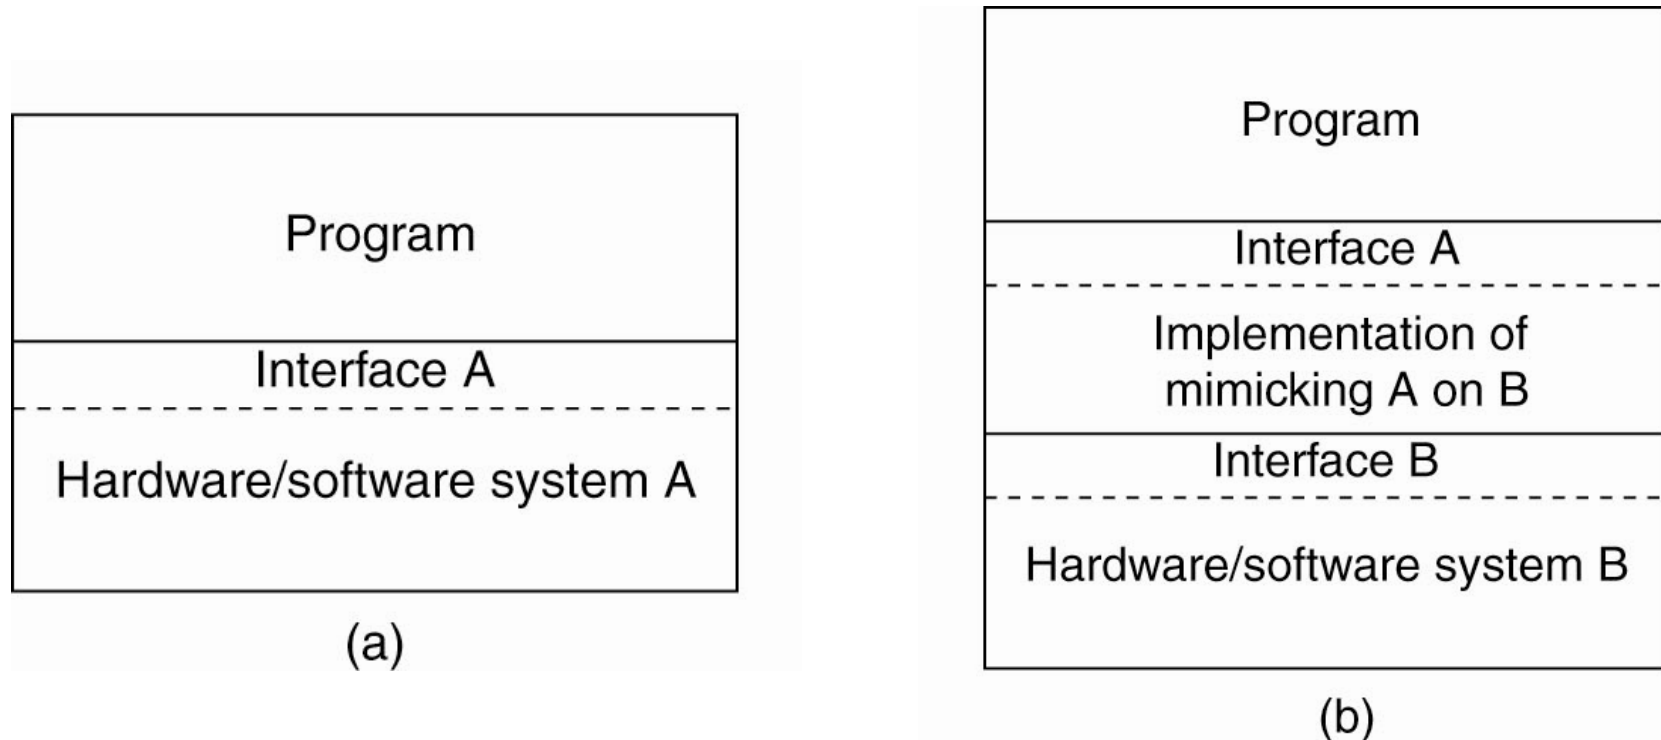 Program
Interface A
Hardware/software system A
(a)
Program
Interface A
Implementation of
mimicking A on B
Interface B
Hardware/software system B
(b)